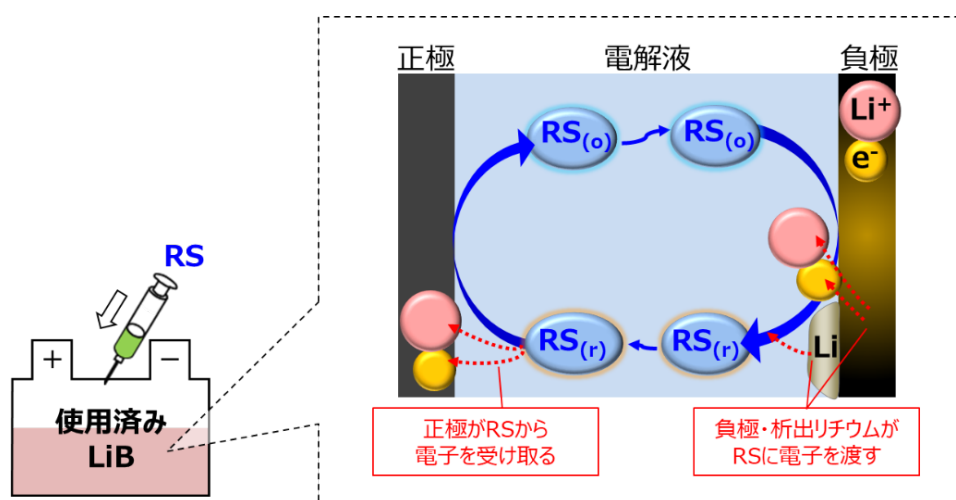 正極
電解液
負極
RS(o)
RS(o)
Li⁺
e⁻
RS
RS(r)
RS(r)
Li
+
−
使用済み
LiB
正極がRSから
電子を受け取る
負極・析出リチウムが
RSに電子を渡す